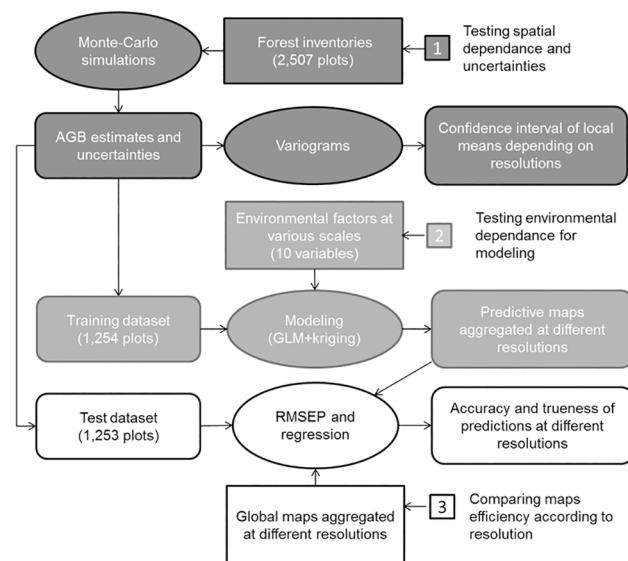 Monte-Carlo
simulations
Forest inventories
(2,507 plots)
1
Testing spatial
dependance and
uncertainties
AGB estimates and
uncertainties
Variograms
Confidence interval of local
means depending on
resolutions
Environmental factors at
various scales
(10 variables)
2
Testing environmental
dependance for
modeling
Training dataset
(1,254 plots)
Modeling
(GLM+kriging)
Predictive maps
aggregated at different
resolutions
Test dataset
(1,253 plots)
RMSEP and
regression
Accuracy and trueness of
predictions at different
resolutions
Global maps aggregated
at different resolutions
3
Comparing maps
efficiency according to
resolution